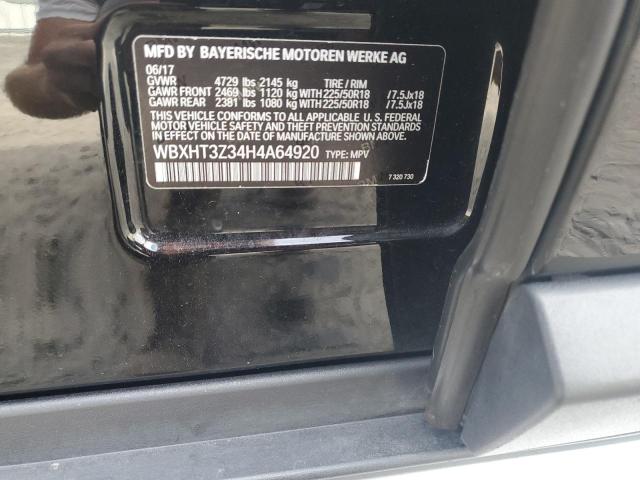 MFD BY BAYERISCHE MOTOREN WERKE AG
06/17
GVWR 4729 lbs 2145 kg TIRE / RIM
GAWR FRONT 2469 lbs 1120 kg WITH 225/50R18 /7.5Jx18
GAWR REAR 2381 lbs 1080 kg WITH 225/50R18 /7.5Jx18
THIS VEHICLE CONFORMS TO ALL APPLICABLE U. S. FEDERAL
MOTOR VEHICLE SAFETY, BUMPER, AND THEFT PREVENTION
STANDARDS IN EFFECT ON THE DATE OF MANUFACTURE SHOWN ABOVE.
WBXHT3Z34H4A64920 TYPE: MPV
7 320 730